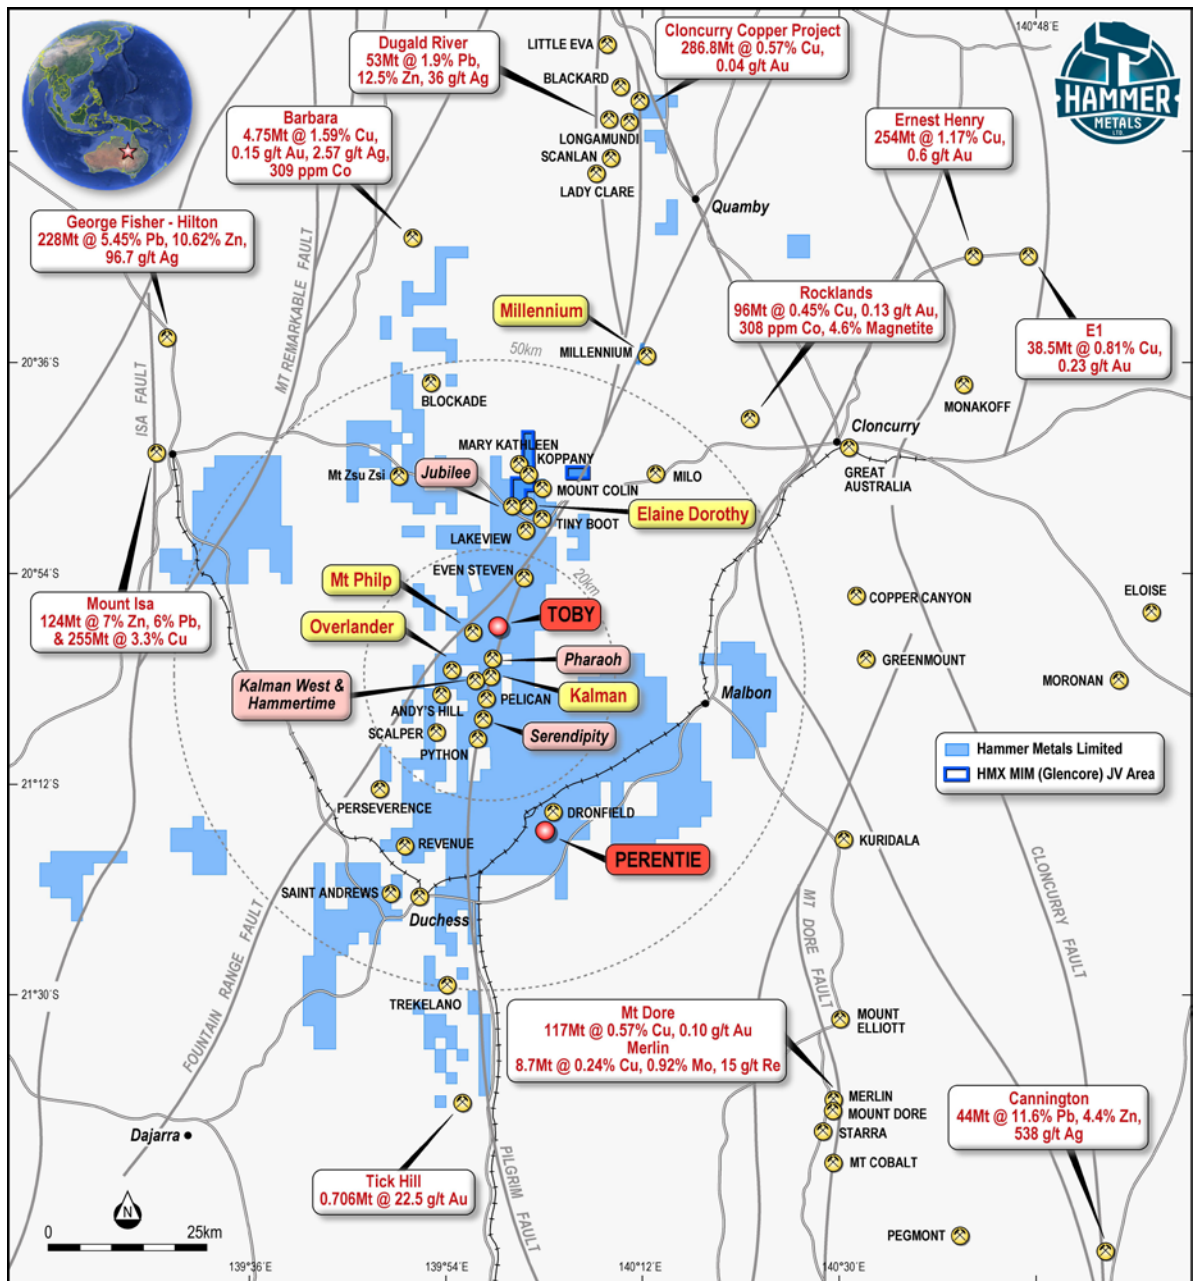 140°48´E
HAMMER
METALS
LTD.
Cloncurry Copper Project
286.8Mt @ 0.57% Cu,
0.04 g/t Au
LITTLE EVA
Dugald River
53Mt @ 1.9% Pb,
12.5% Zn, 36 g/t Ag
BLACKARD
Barbara
4.75Mt @ 1.59% Cu,
0.15 g/t Au, 2.57 g/t Ag,
309 ppm Co
Ernest Henry
254Mt @ 1.17% Cu,
0.6 g/t Au
LONGAMUNDI
SCANLAN
LADY CLARE
Quamby
George Fisher - Hilton
228Mt @ 5.45% Pb, 10.62% Zn,
96.7 g/t Ag
MT REMARKABLE FAULT
Rocklands
96Mt @ 0.45% Cu, 0.13 g/t Au,
308 ppm Co, 4.6% Magnetite
Millennium
E1
38.5Mt @ 0.81% Cu,
0.23 g/t Au
50km
MILLENNIUM
20°36´S
ISA FAULT
BLOCKADE
MONAKOFF
Cloncurry
MARY KATHLEEN
KOPPANY
Jubilee
Mt Zsu Zsi
MILO
GREAT
AUSTRALIA
MOUNT COLIN
Elaine Dorothy
TINY BOOT
LAKEVIEW
20°54´S
EVEN STEVEN
20km
Mt Philp
Mount Isa
124Mt @ 7% Zn, 6% Pb,
& 255Mt @ 3.3% Cu
TOBY
COPPER CANYON
ELOISE
Overlander
Pharaoh
GREENMOUNT
Kalman West &
Hammertime
Kalman
PELICAN
Malbon
MORONAN
ANDY'S HILL
SCALPER
Serendipity
PYTHON
Hammer Metals Limited
HMX MIM (Glencore) JV Area
21°12´S
PERSEVERENCE
DRONFIELD
REVENUE
PERENTIE
KURIDALA
SAINT ANDREWS
Duchess
FOUNTAIN RANGE FAULT
MT DORE FAULT
CLONCURRY FAULT
21°30´S
TREKELANO
Mt Dore
117Mt @ 0.57% Cu, 0.10 g/t Au
Merlin
8.7Mt @ 0.24% Cu, 0.92% Mo, 15 g/t Re
MOUNT
ELLIOTT
MERLIN
MOUNT DORE
STARRA
MT COBALT
Cannington
44Mt @ 11.6% Pb, 4.4% Zn,
538 g/t Ag
Dajarra
PILGRIM FAULT
Tick Hill
0.706Mt @ 22.5 g/t Au
N
0 25km
PEGMONT
139°36´E
139°54´E
140°12´E
140°30´E